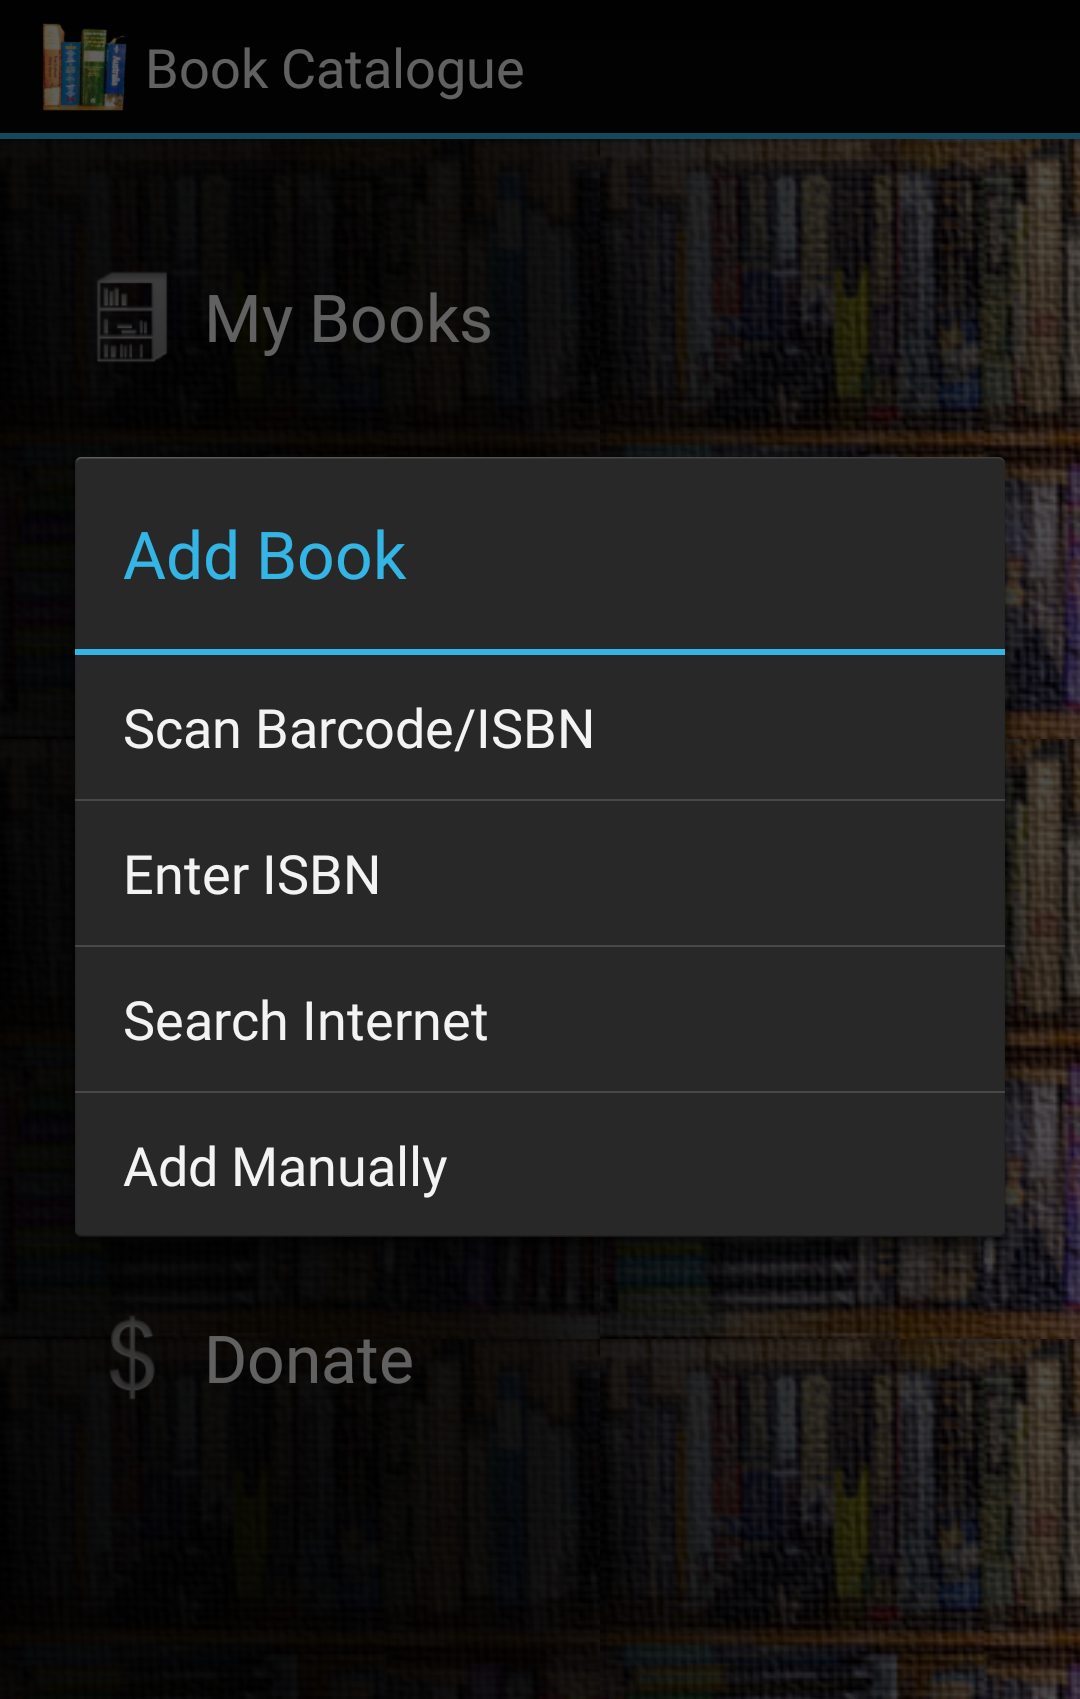 Book Catalogue
My Books
Add Book
Scan Barcode/ISBN
Enter ISBN
Search Internet
Add Manually
$ Donate